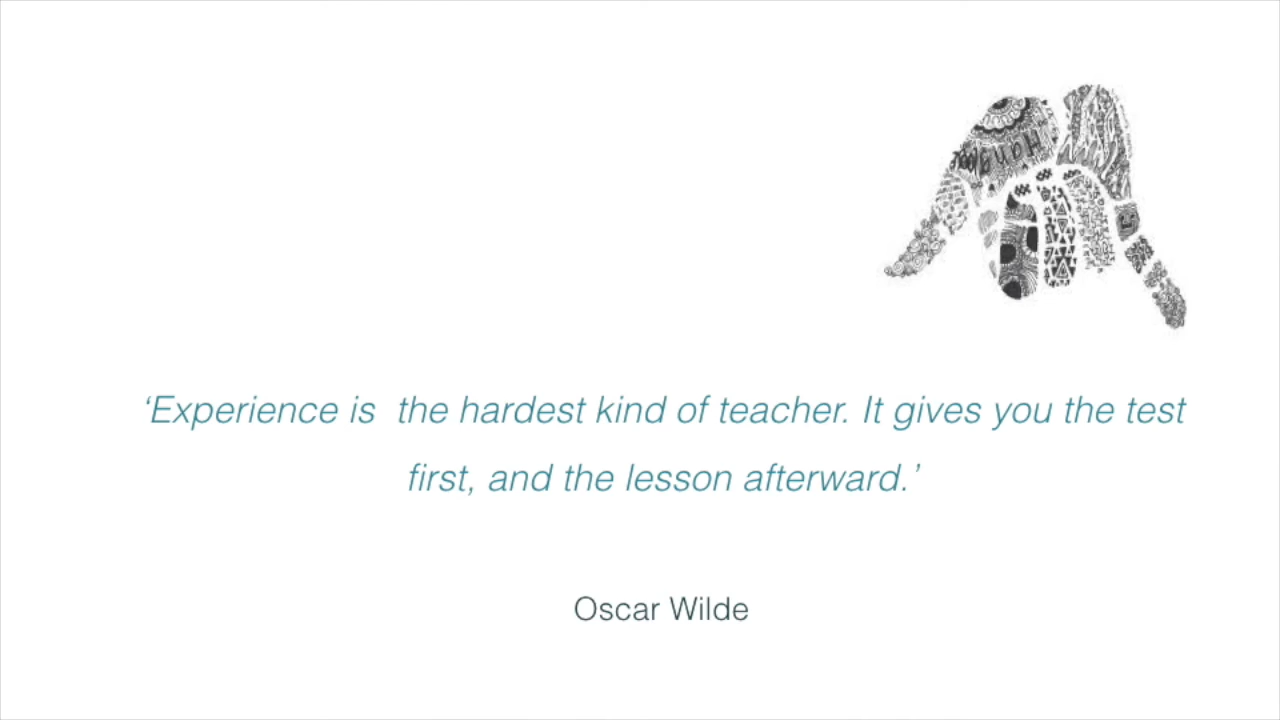 ‘Experience is  the hardest kind of teacher. It gives you the test
first, and the lesson afterward.’
Oscar Wilde